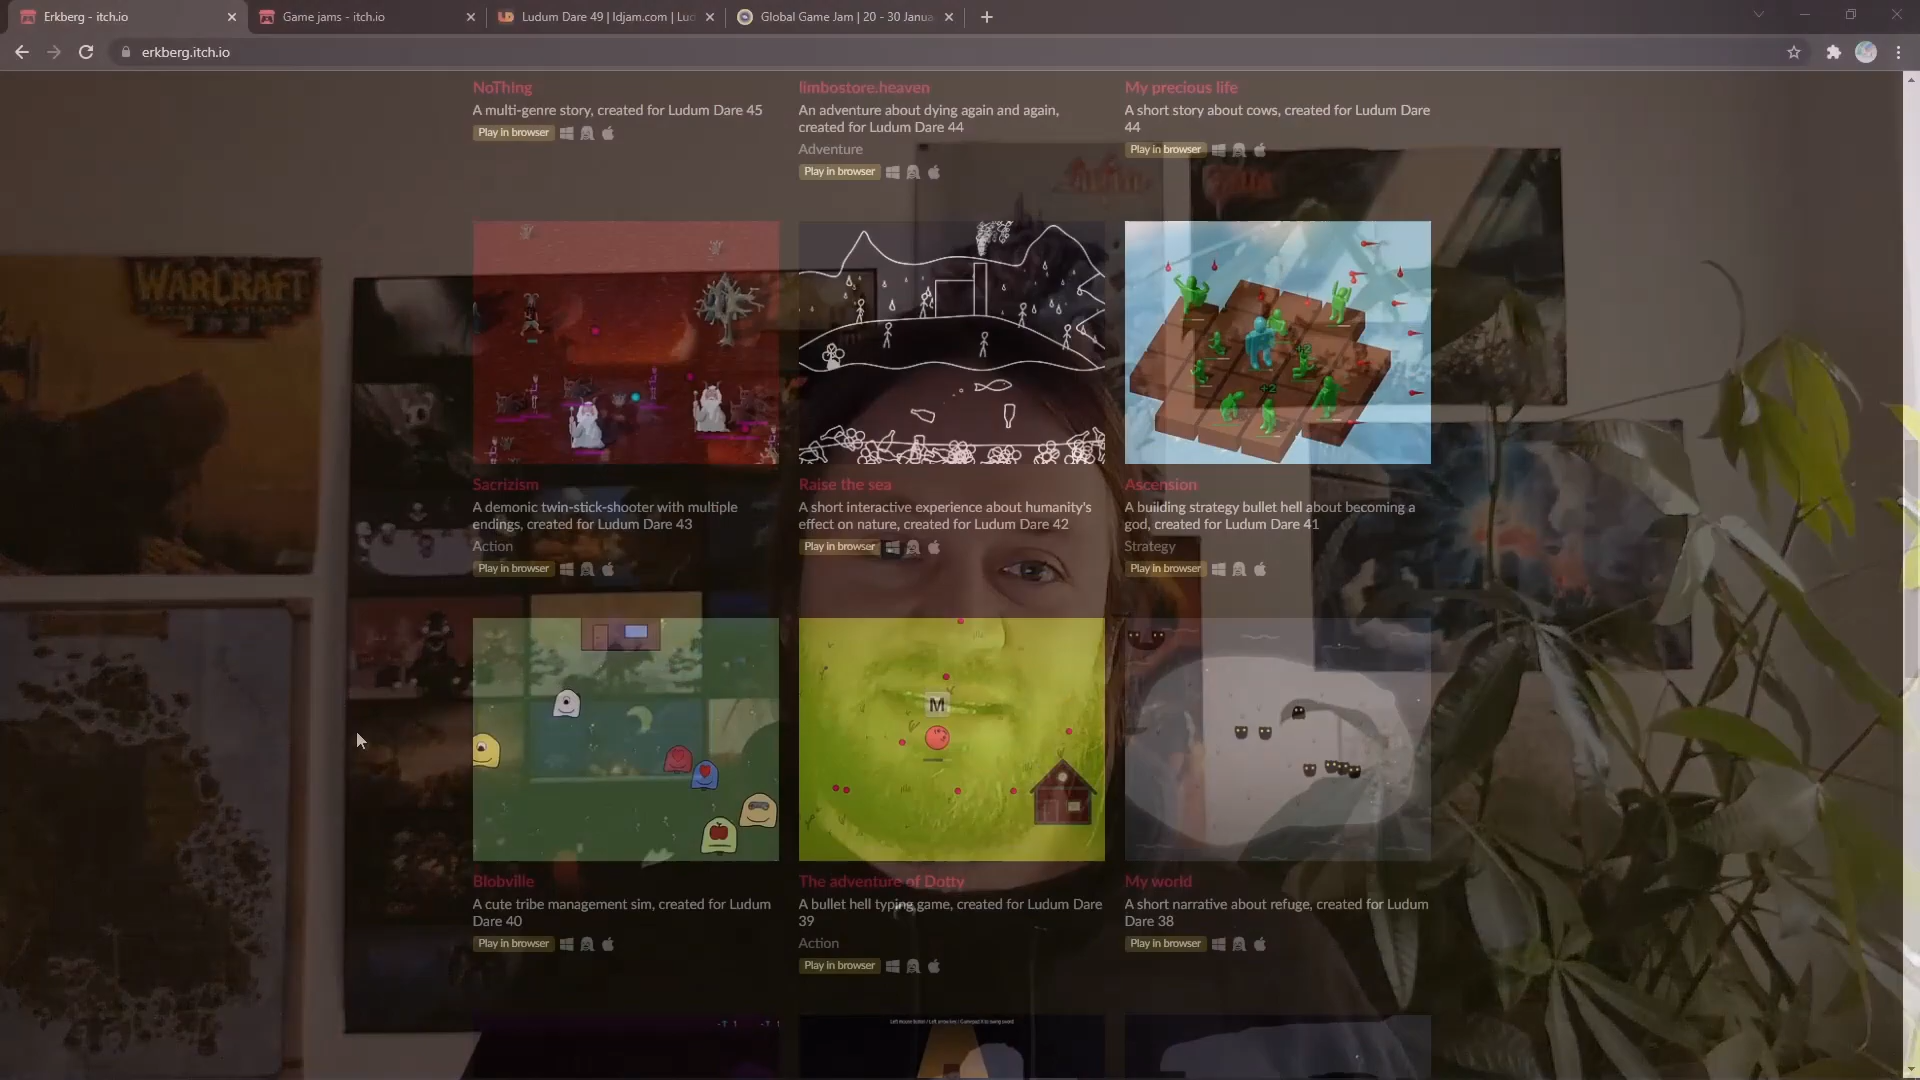 Erkberg - itch.io
Game jams - itch.io
Ludum Dare 49 | ldjam.com | Lud
Global Game Jam | 20 - 30 Janua
erkberg.itch.io
NoThIng
A multi-genre story, created for Ludum Dare 45
Play in browser
limbostore.heaven
An adventure about dying again and again,
created for Ludum Dare 44
Adventure
Play in browser
My precious life
A short story about cows, created for Ludum Dare
44
Play in browser
WARCRAFT
+2
+2
Sacrizism
A demonic twin-stick-shooter with multiple
endings, created for Ludum Dare 43
Action
Play in browser
Raise the sea
A short interactive experience about humanity's
effect on nature, created for Ludum Dare 42
Play in browser
Ascension
A building strategy bullet hell about becoming a
god, created for Ludum Dare 41
Strategy
Play in browser
M
Blobville
A cute tribe management sim, created for Ludum
Dare 40
Play in browser
The adventure of Dotty
A bullet hell typing game, created for Ludum Dare
39
Action
Play in browser
My world
A short narrative about refuge, created for Ludum
Dare 38
Play in browser